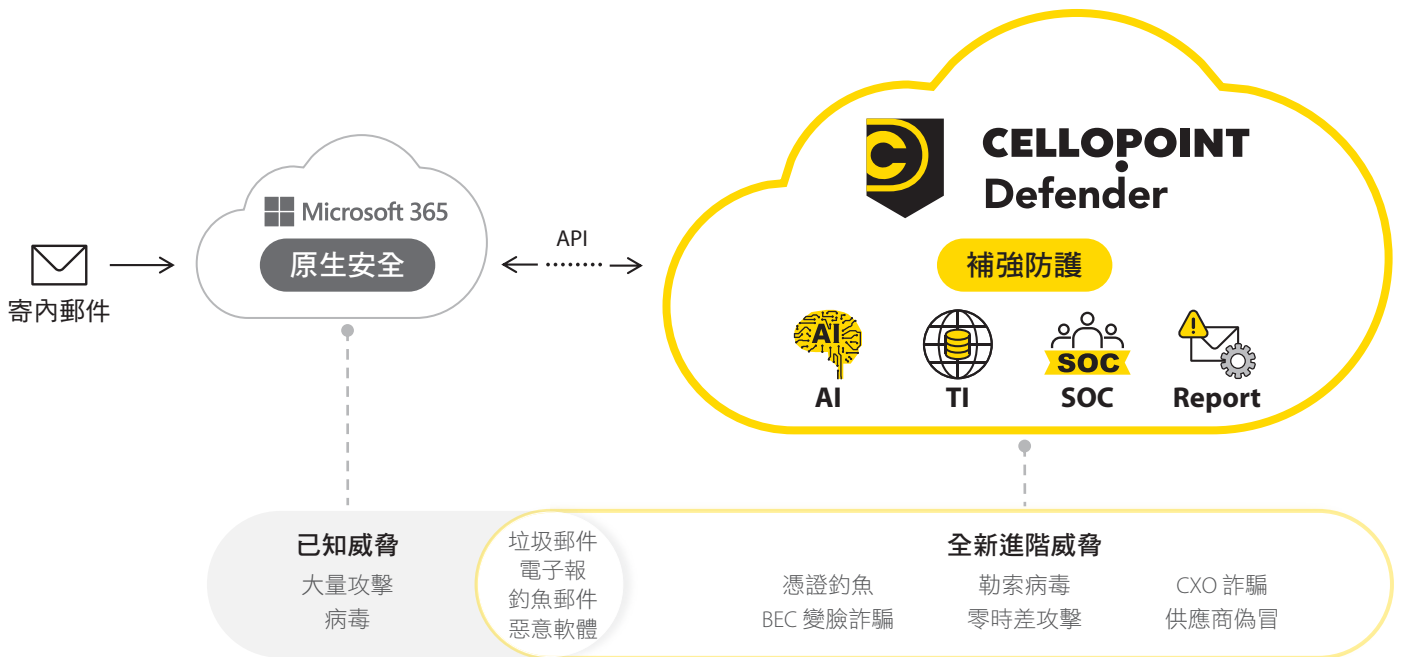 寄內郵件
Microsoft 365
原生安全
API
CELLOPOINT
Defender
補強防護
AI
AI
TI
SOC
SOC
Report
已知威脅
大量攻擊
病毒
垃圾郵件
電子報
釣魚郵件
惡意軟體
全新進階威脅
憑證釣魚
勒索病毒
CXO 詐騙
BEC 變臉詐騙
零時差攻擊
供應商偽冒